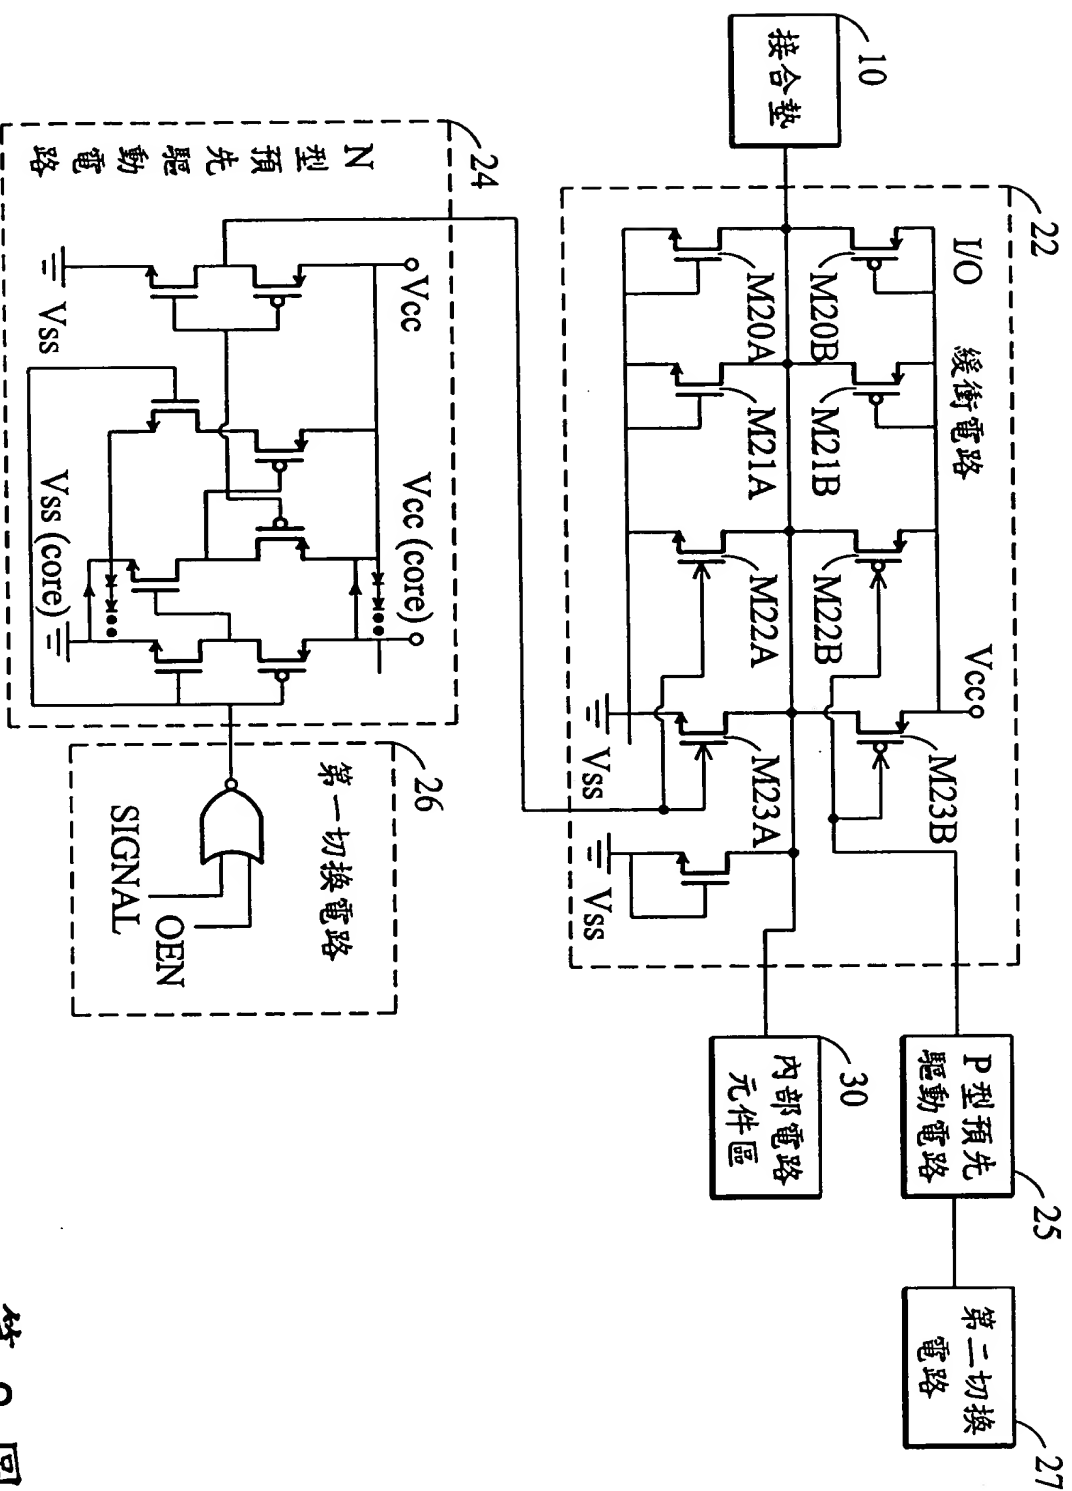 10
接合墊
22
I/O 緩衝電路
Vcc
M20B
M21B
M22B
M23B
M20A
M21A
M22A
M23A
Vss
Vss
P型預先
驅動電路
25
第二切換
電路
27
內部電路
元件區
30
24
N型預先驅動電路
Vcc
Vcc (core)
Vss
Vss (core)
26
第一切換電路
SIGNAL
OEN